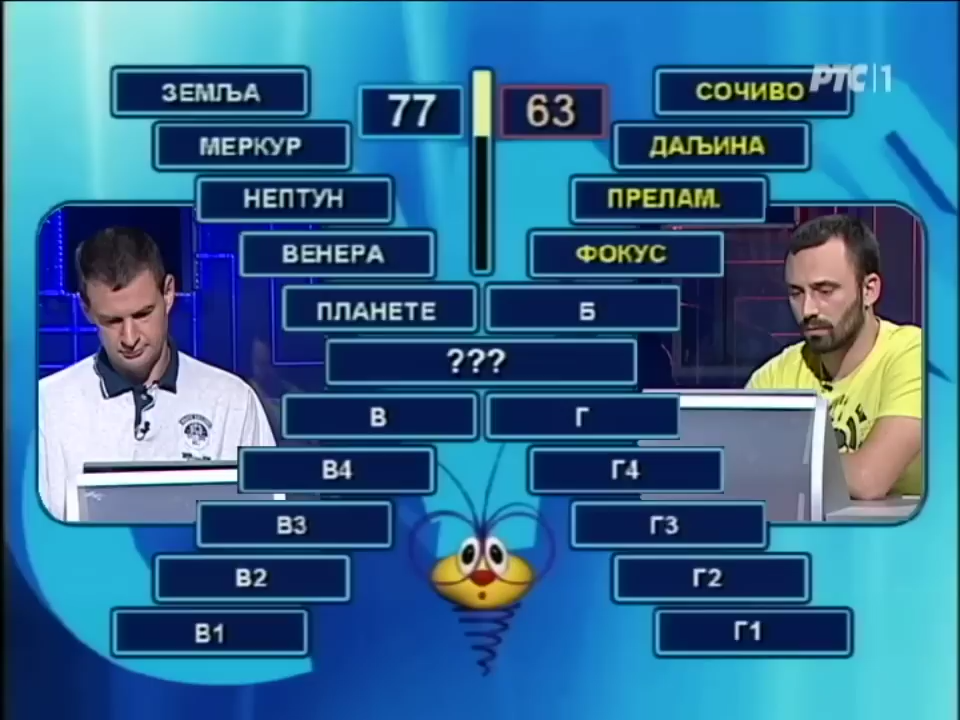 ЗЕМЉА
77
63
СОЧИВО
РТС|1
МЕРКУР
ДАЉИНА
НЕПТУН
ПРЕЛАМ.
ВЕНЕРА
ФОКУС
ПЛАНЕТЕ
Б
???
В
Г
В4
Г4
В3
Г3
В2
Г2
В1
Г1